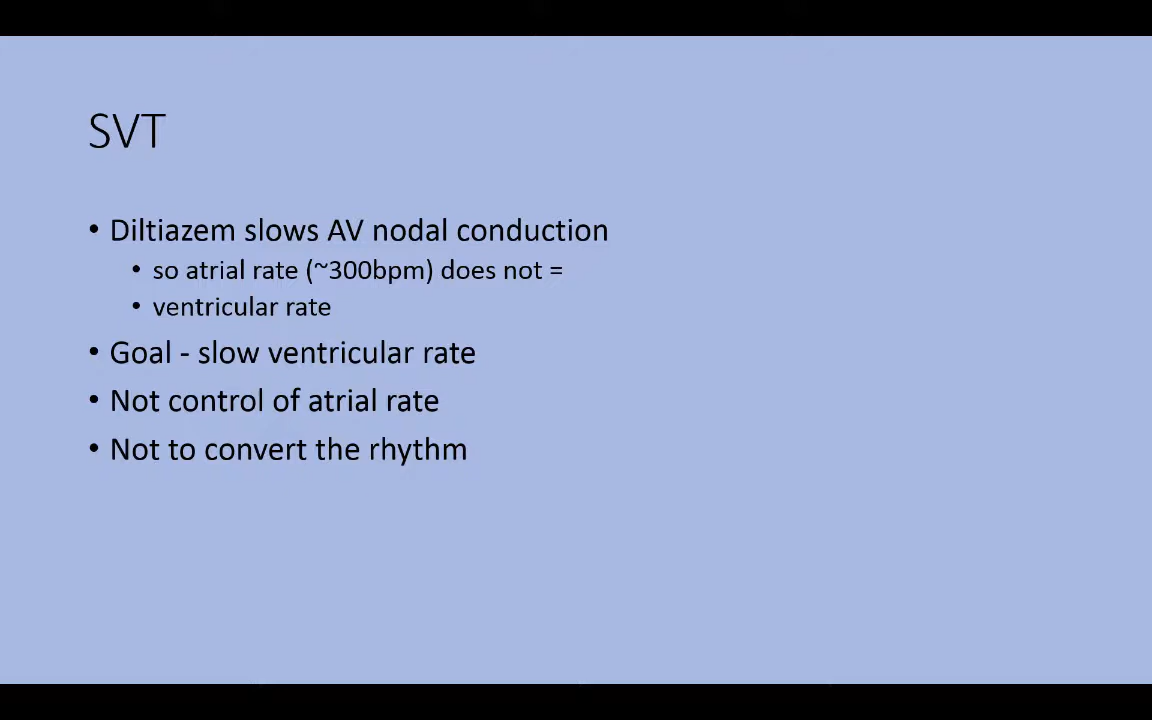 SVT
• Diltiazem slows AV nodal conduction
• so atrial rate (~300bpm) does not =
• ventricular rate
• Goal - slow ventricular rate
• Not control of atrial rate
• Not to convert the rhythm